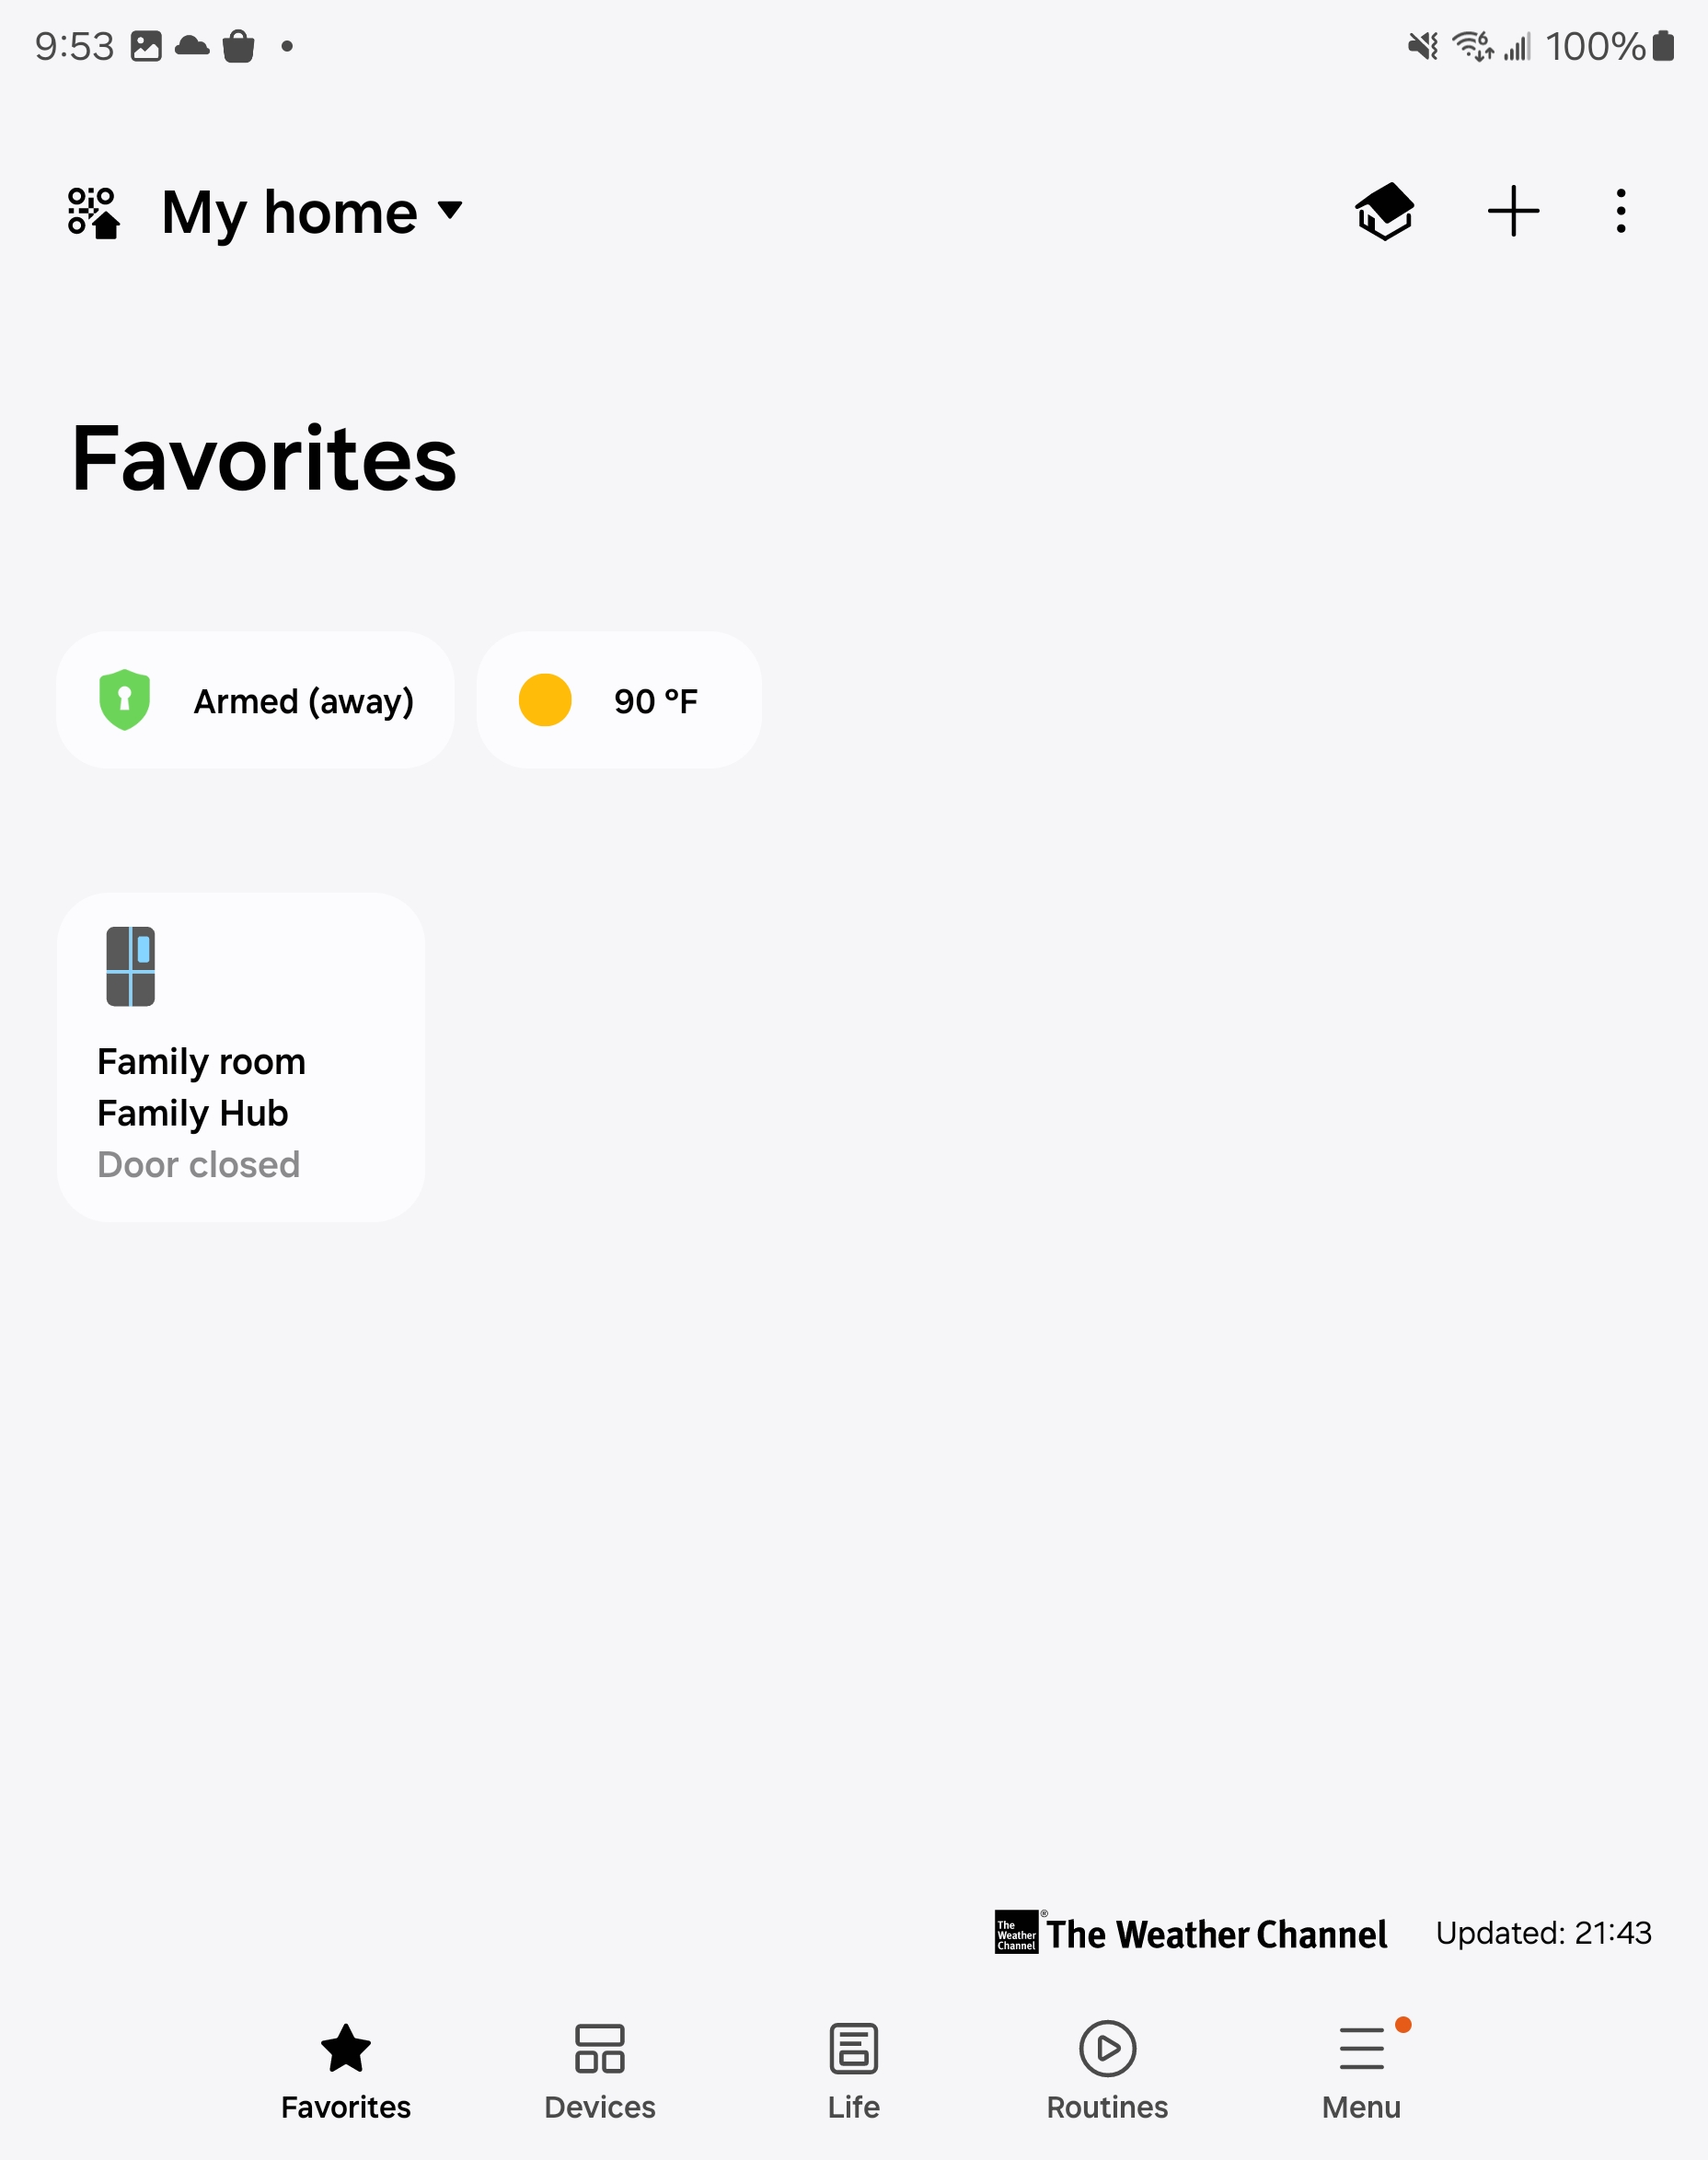 9:53
100%
My home
Favorites
Armed (away)
90 °F
Family room
Family Hub
Door closed
The
Weather
Channel
® The Weather Channel
Updated: 21:43
Favorites
Devices
Life
Routines
Menu